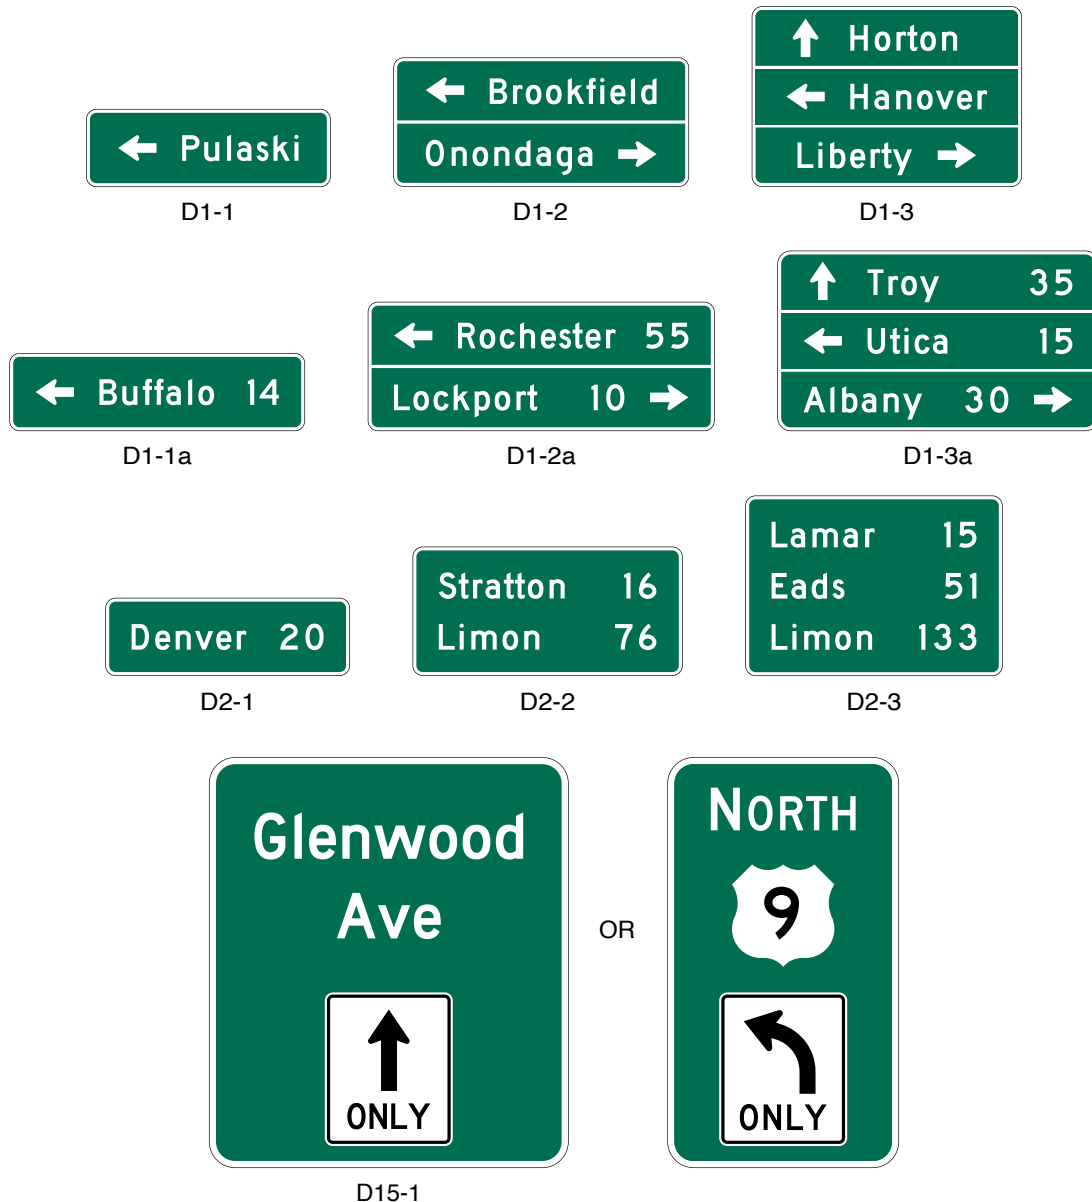 Pulaski
D1-1
Brookfield
Onondaga
D1-2
Horton
Hanover
Liberty
D1-3
Buffalo 14
D1-1a
Rochester 55
Lockport 10
D1-2a
Troy 35
Utica 15
Albany 30
D1-3a
Denver 20
D2-1
Stratton 16
Limon 76
D2-2
Lamar 15
Eads 51
Limon 133
D2-3
Glenwood
Ave
ONLY
D15-1
OR
NORTH
9
ONLY